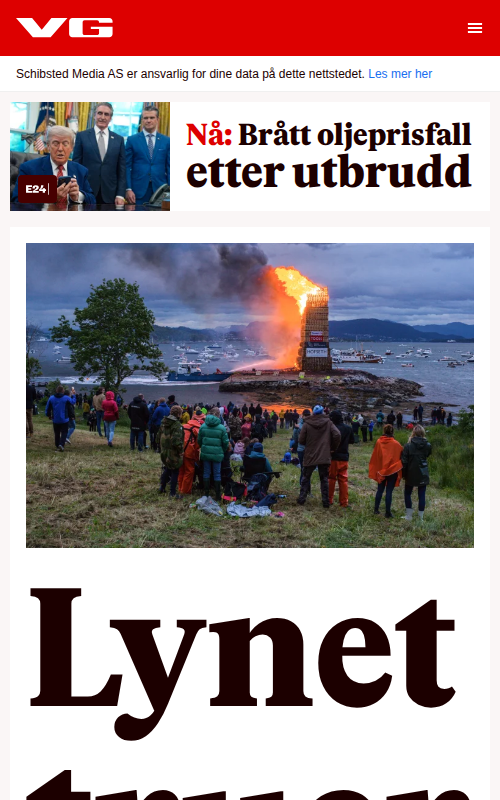 VG
Schibsted Media AS er ansvarlig for dine data på dette nettstedet. Les mer her
Nå: Brått oljeprisfall
etter utbrudd
E24
Lynet